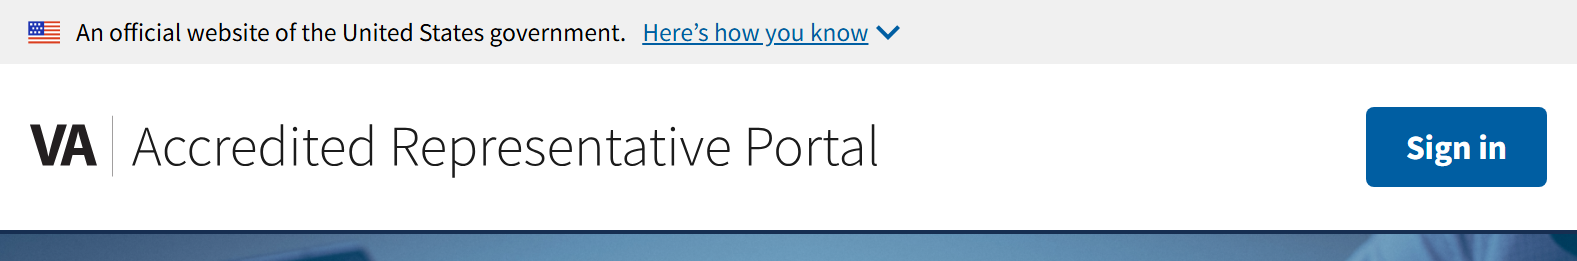 An official website of the United States government. Here’s how you know
VA Accredited Representative Portal
Sign in